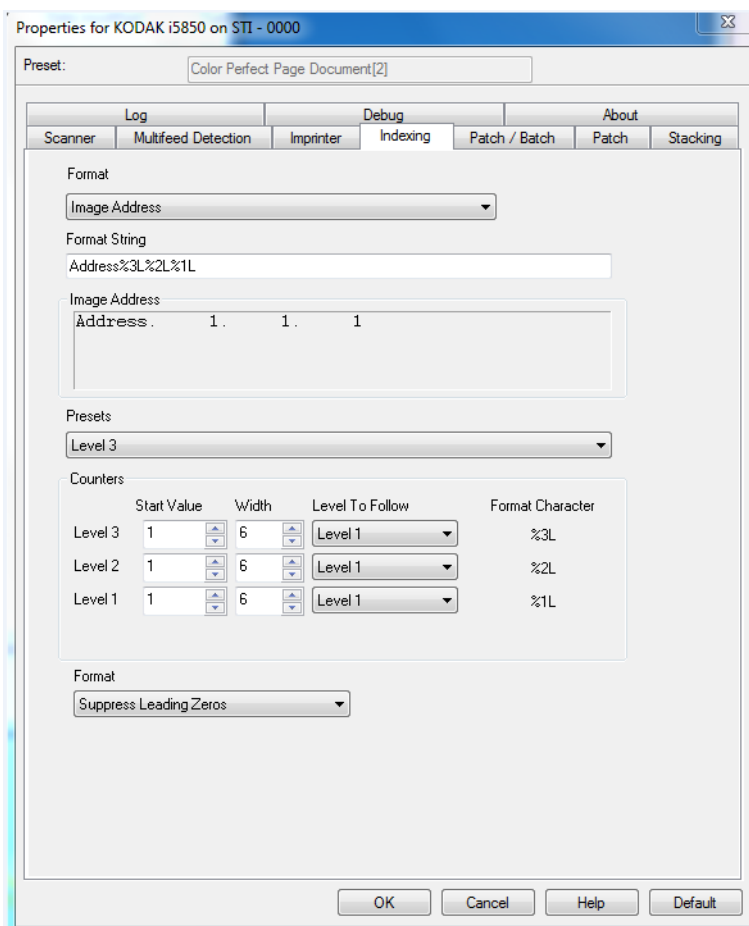 Properties for KODAK i5850 on STI - 0000
Preset: Color Perfect Page Document[2]
Log Debug About
Scanner Multifeed Detection Imprinter Indexing Patch / Batch Patch Stacking
Format
Image Address
Format String
Address%3L%2L%1L
Image Address
Address. 1. 1. 1
Presets
Level 3
Counters
Start Value Width Level To Follow Format Character
Level 3 1 6 Level 1 %3L
Level 2 1 6 Level 1 %2L
Level 1 1 6 Level 1 %1L
Format
Suppress Leading Zeros
OK Cancel Help Default